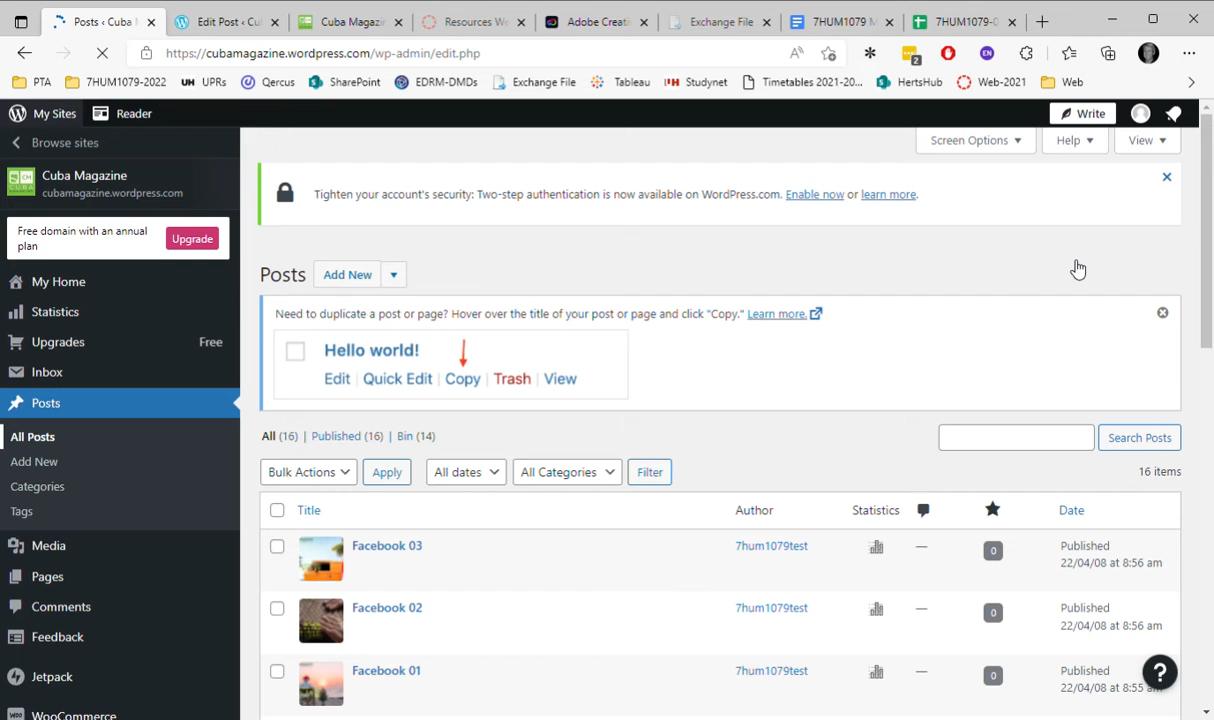 Posts ‹ Cuba M
Edit Post ‹ Cu
Cuba Magazin
Resources We
Adobe Creati
Exchange File
7HUM1079 M
7HUM1079-0
https://cubamagazine.wordpress.com/wp-admin/edit.php
PTA
7HUM1079-2022
UH UPRs
Qercus
SharePoint
EDRM-DMDs
Exchange File
Tableau
UH Studynet
Timetables 2021-20...
HertsHub
Web-2021
Web
My Sites
Reader
Write
Browse sites
Screen Options
Help
View
CM CUBA
Cuba Magazine
cubamagazine.wordpress.com
Tighten your account's security: Two-step authentication is now available on WordPress.com. Enable now or learn more.
Free domain with an annual
plan
Upgrade
Posts
Add New
My Home
Statistics
Upgrades
Free
Inbox
Posts
All Posts
Add New
Categories
Tags
Media
Pages
Comments
Feedback
Jetpack
WooCommerce
Need to duplicate a post or page? Hover over the title of your post or page and click "Copy." Learn more.
Hello world!
Edit | Quick Edit | Copy | Trash | View
All (16) | Published (16) | Bin (14)
Search Posts
Bulk Actions
Apply
All dates
All Categories
Filter
16 items
Title
Author
Statistics
Date
Facebook 03
7hum1079test
—
0
Published
22/04/08 at 8:56 am
Facebook 02
7hum1079test
—
0
Published
22/04/08 at 8:56 am
Facebook 01
7hum1079test
—
0
Published
22/04/08 at 8:55 am
?